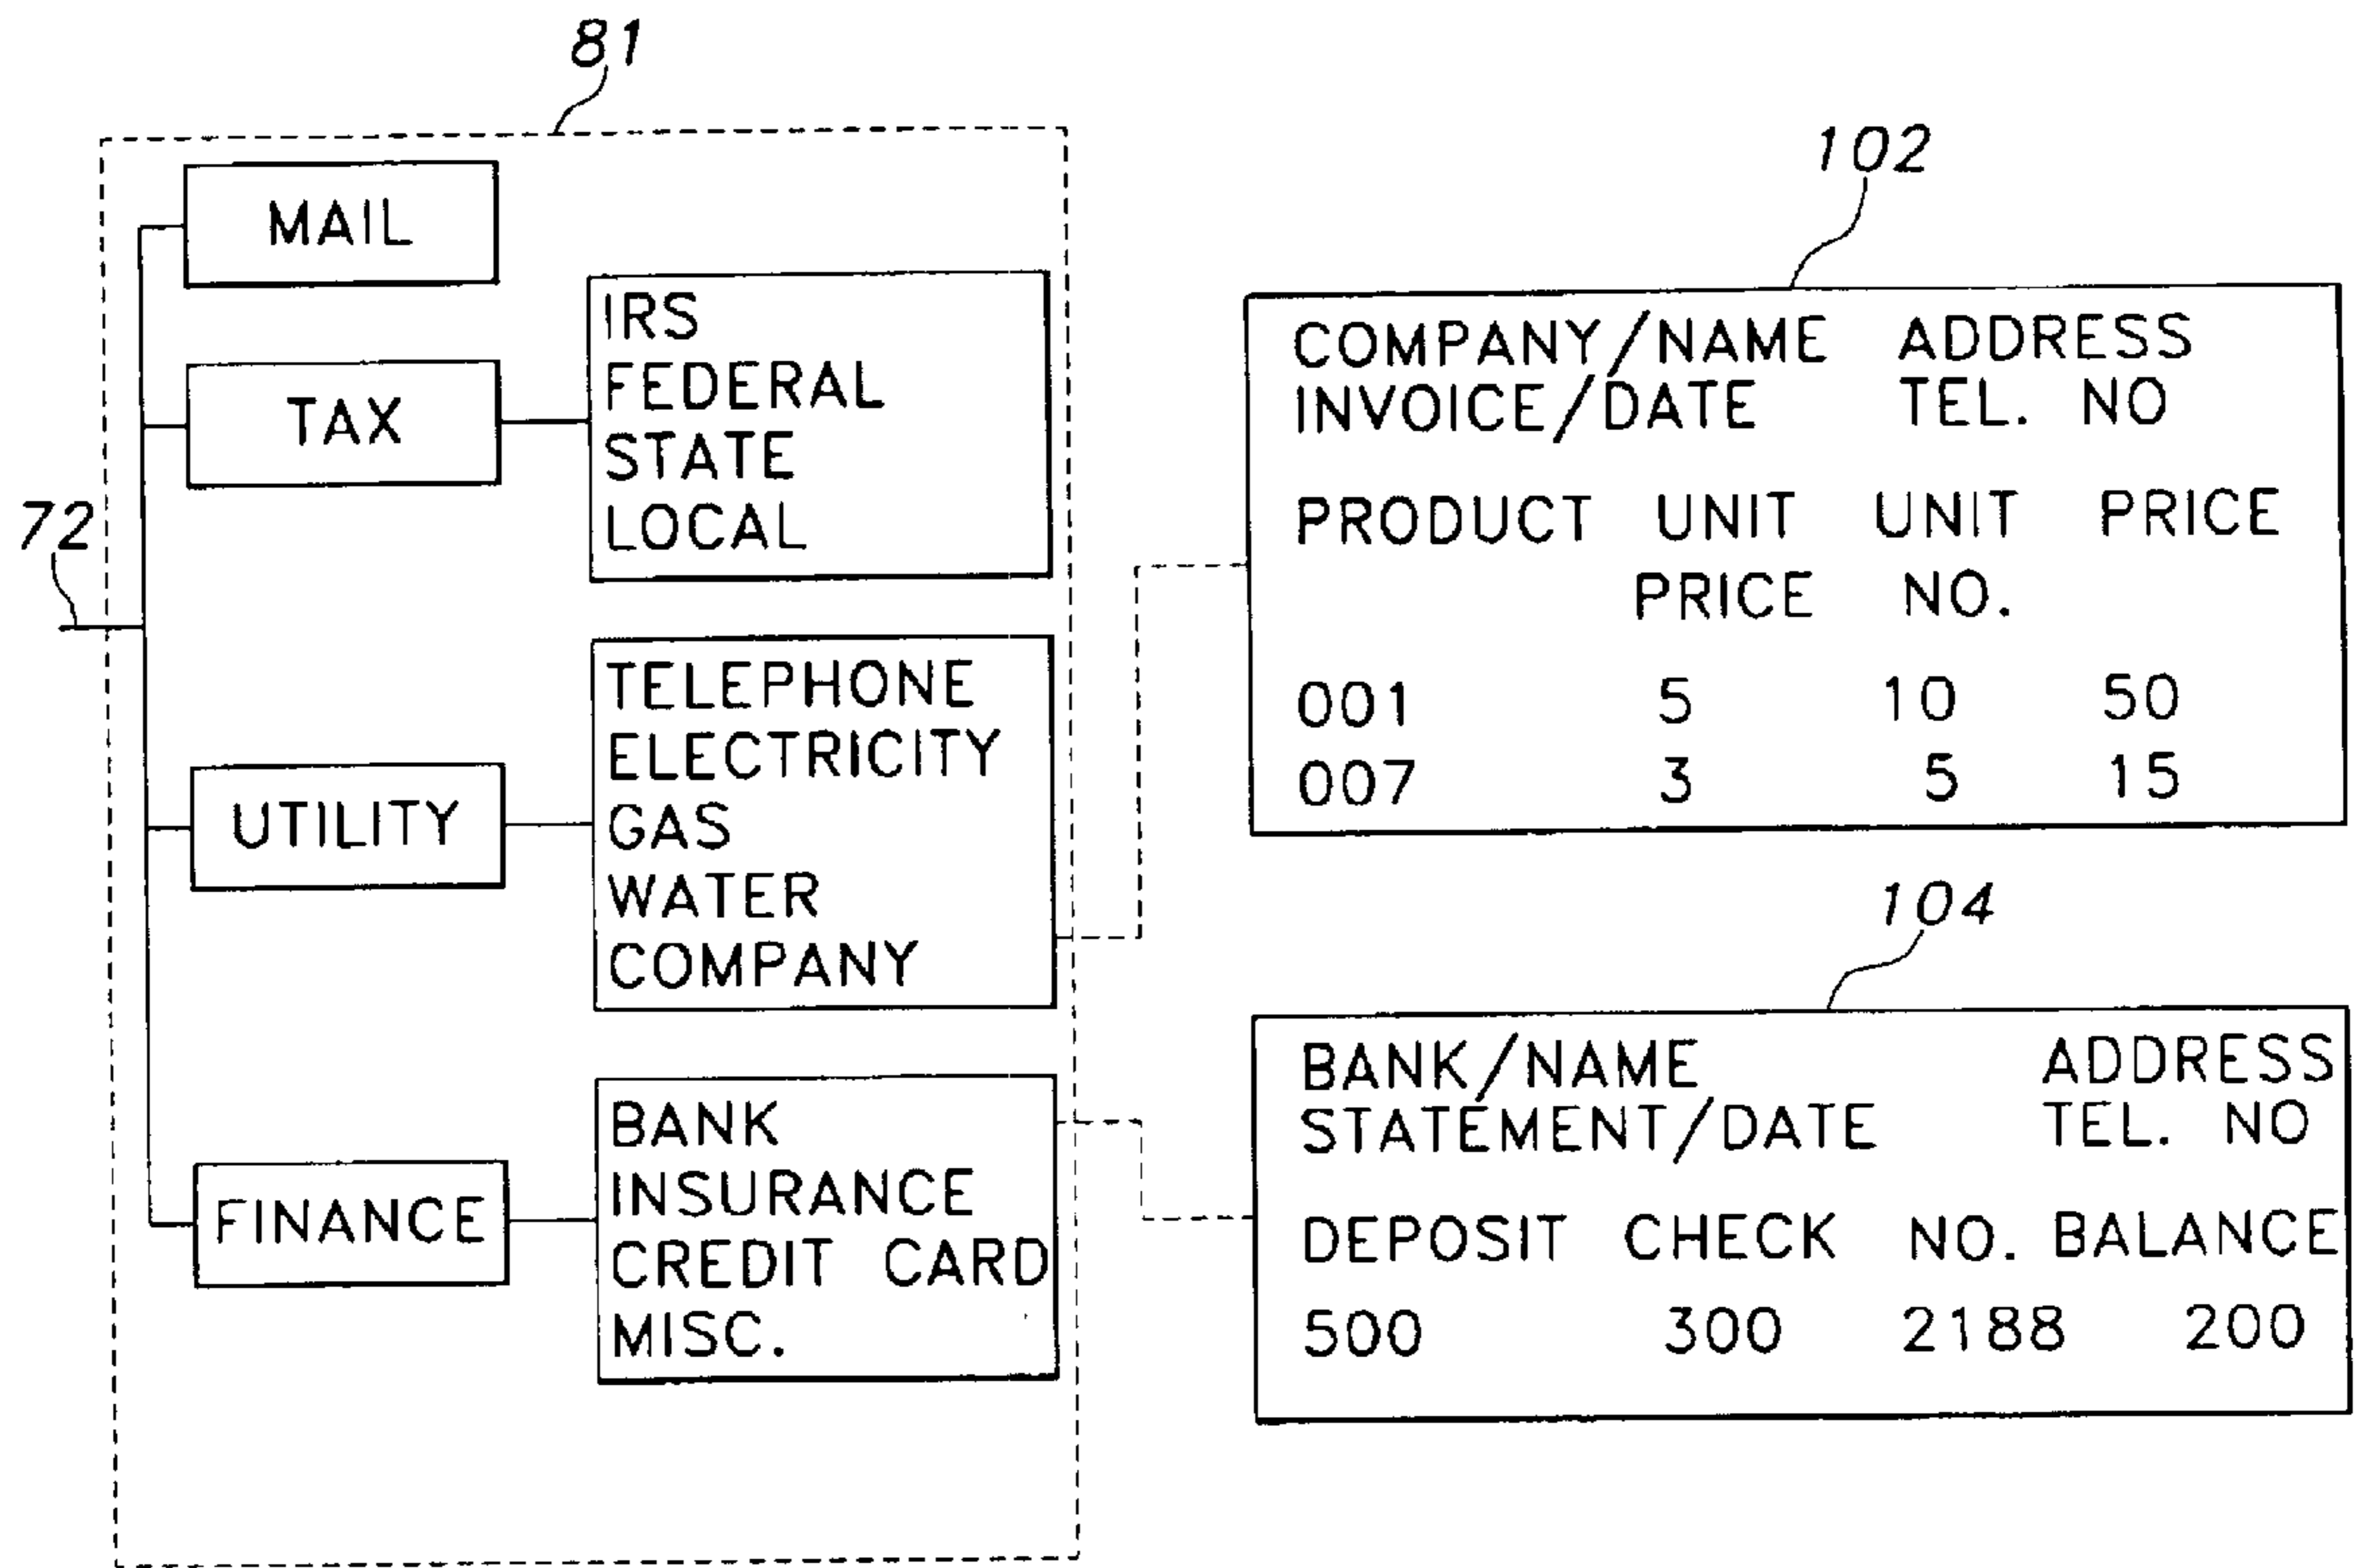 81
MAIL
TAX
IRS
FEDERAL
STATE
LOCAL
72
UTILITY
TELEPHONE
ELECTRICITY
GAS
WATER
COMPANY
FINANCE
BANK
INSURANCE
CREDIT CARD
MISC.
102
COMPANY/NAME ADDRESS
INVOICE/DATE TEL. NO
PRODUCT UNIT UNIT PRICE
PRICE NO.
001 5 10 50
007 3 5 15
104
BANK/NAME ADDRESS
STATEMENT/DATE TEL. NO
DEPOSIT CHECK NO. BALANCE
500 300 2188 200